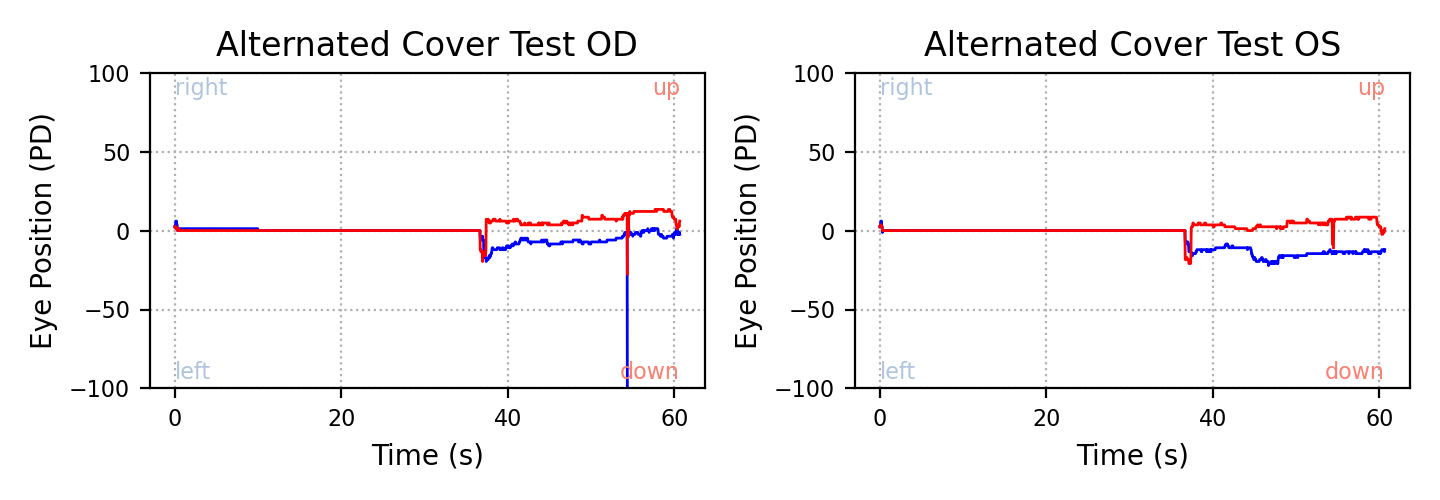 Alternated Cover Test OD
100
50
0
−50
−100
Eye Position (PD)
right
up
left
down
0
20
40
60
Time (s)
Alternated Cover Test OS
100
50
0
−50
−100
Eye Position (PD)
right
up
left
down
0
20
40
60
Time (s)